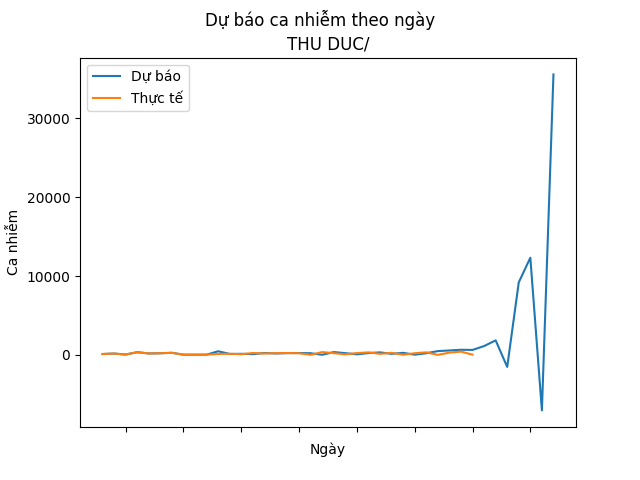 Dự báo ca nhiễm theo ngày
THU DUC/
Dự báo
Thực tế
30000
20000
10000
0
Ca nhiễm
Ngày